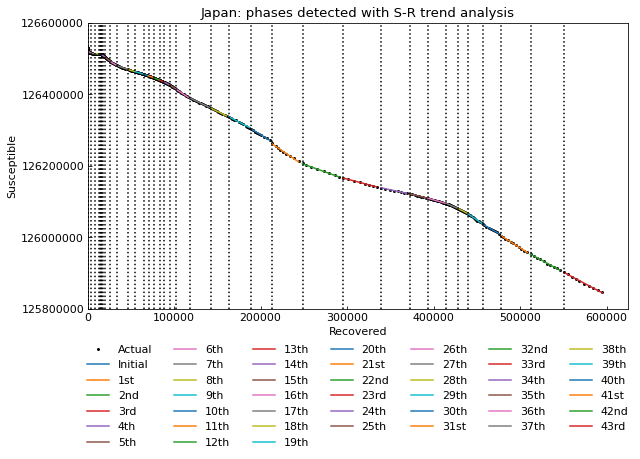 Japan: phases detected with S-R trend analysis
126600000
126400000
126200000
126000000
125800000
Susceptible
0 100000 200000 300000 400000 500000 600000
Recovered
Actual 6th 13th 20th 26th 32nd 38th
Initial 7th 14th 21st 27th 33rd 39th
1st 8th 15th 22nd 28th 34th 40th
2nd 9th 16th 23rd 29th 35th 41st
3rd 10th 17th 24th 30th 36th 42nd
4th 11th 18th 25th 31st 37th 43rd
5th 12th 19th